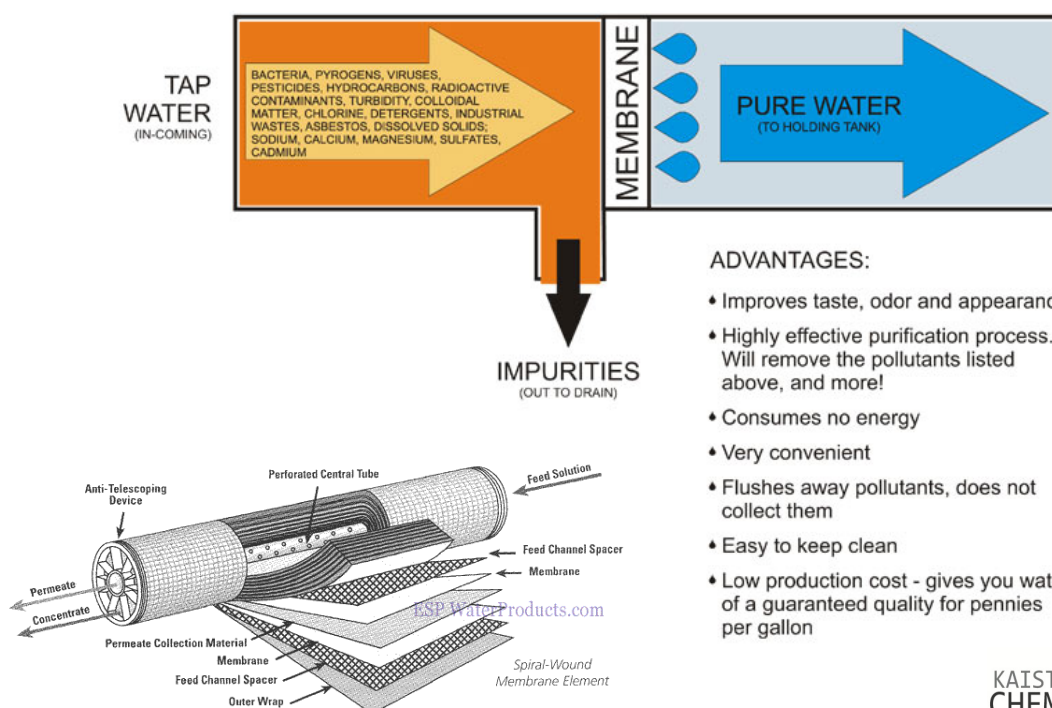 TAP
WATER
(IN-COMING)
BACTERIA, PYROGENS, VIRUSES,
PESTICIDES, HYDROCARBONS, RADIOACTIVE
CONTAMINANTS, TURBIDITY, COLLOIDAL
MATTER, CHLORINE, DETERGENTS, INDUSTRIAL
WASTES, ASBESTOS, DISSOLVED SOLIDS;
SODIUM, CALCIUM, MAGNESIUM, SULFATES,
CADMIUM
MEMBRANE
PURE WATER
(TO HOLDING TANK)
IMPURITIES
(OUT TO DRAIN)
ADVANTAGES:
Improves taste, odor and appearanc
Highly effective purification process.
Will remove the pollutants listed
above, and more!
Consumes no energy
Very convenient
Flushes away pollutants, does not
collect them
Easy to keep clean
Low production cost - gives you wat
of a guaranteed quality for pennies
per gallon
Perforated Central Tube
Feed Solution
Anti-Telescoping
Device
Feed Channel Spacer
Membrane
Permeate
Concentrate
ESP WaterProducts.com
Permeate Collection Material
Membrane
Feed Channel Spacer
Outer Wrap
Spiral-Wound
Membrane Element
KAIST
CHEM